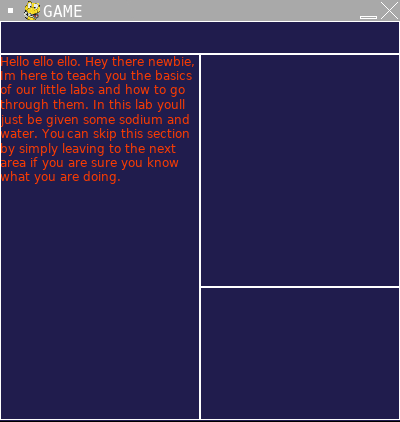 GAME
Hello ello ello. Hey there newbie,
Im here to teach you the basics
of our little labs and how to go
through them. In this lab youll
just be given some sodium and
water. You can skip this section
by simply leaving to the next
area if you are sure you know
what you are doing.